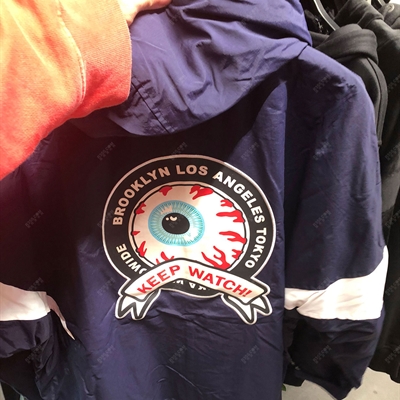 BROOKLYN LOS ANGELES TOKYO
KEEP WATCH!